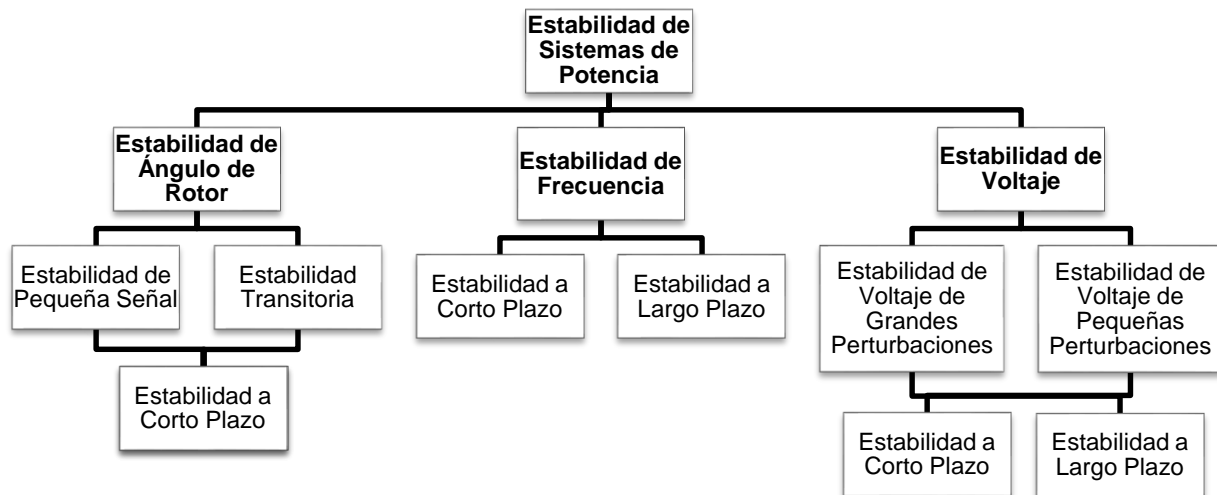 Estabilidad de
Sistemas de
Potencia
Estabilidad de
Ángulo de
Rotor
Estabilidad de
Frecuencia
Estabilidad de
Voltaje
Estabilidad de
Pequeña Señal
Estabilidad
Transitoria
Estabilidad a
Corto Plazo
Estabilidad a
Largo Plazo
Estabilidad de
Voltaje de
Grandes
Perturbaciones
Estabilidad de
Voltaje de
Pequeñas
Perturbaciones
Estabilidad a
Corto Plazo
Estabilidad a
Corto Plazo
Estabilidad a
Largo Plazo